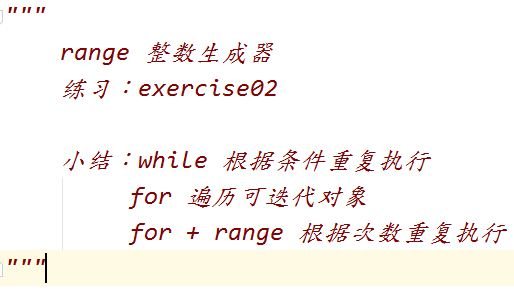 """
range 整数生成器
练习：exercise02
小结：while 根据条件重复执行
for 遍历可迭代对象
for + range 根据次数重复执行
"""